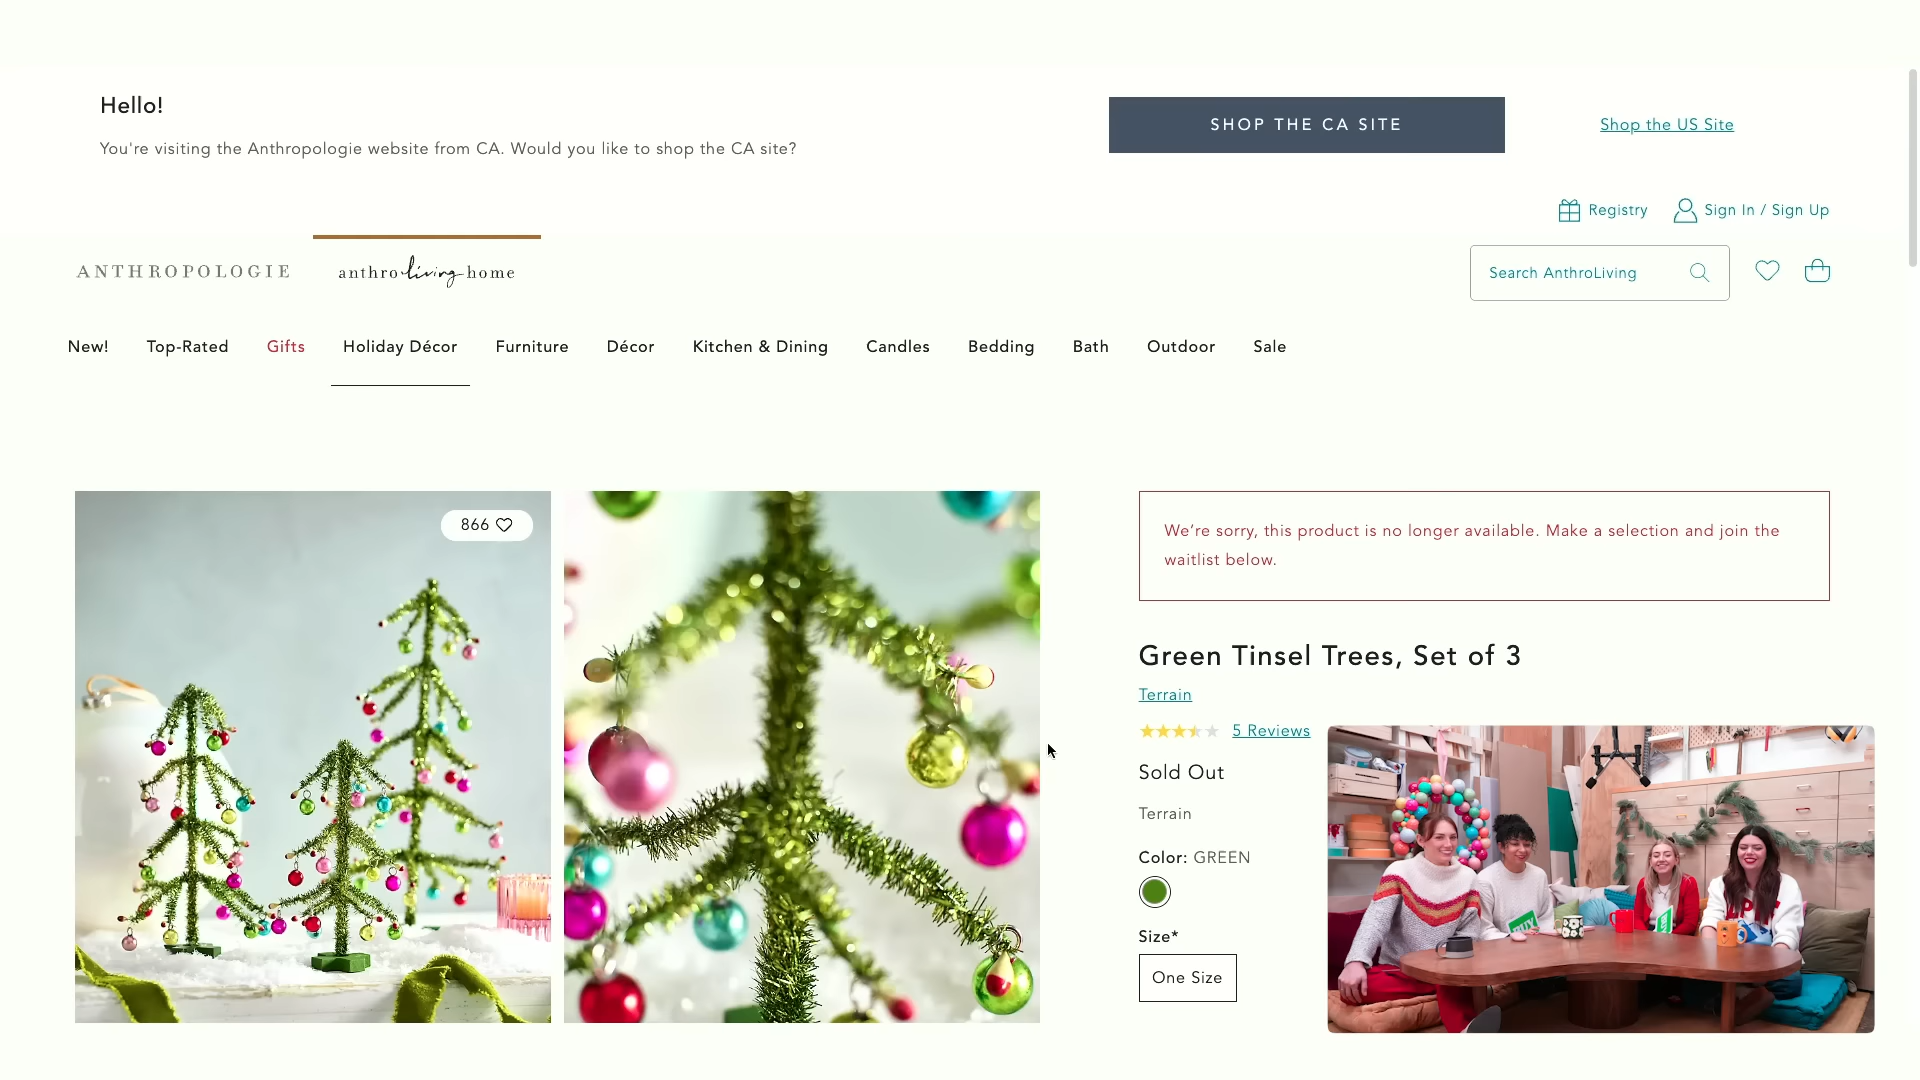 Hello!
You're visiting the Anthropologie website from CA. Would you like to shop the CA site?
SHOP THE CA SITE
Shop the US Site
Registry
Sign In / Sign Up
ANTHROPOLOGIE
anthroliving home
Search AnthroLiving
New! Top-Rated Gifts Holiday Décor Furniture Décor Kitchen & Dining Candles Bedding Bath Outdoor Sale
866
We’re sorry, this product is no longer available. Make a selection and join the
waitlist below.
Green Tinsel Trees, Set of 3
Terrain
5 Reviews
Sold Out
Terrain
Color: GREEN
Size*
One Size